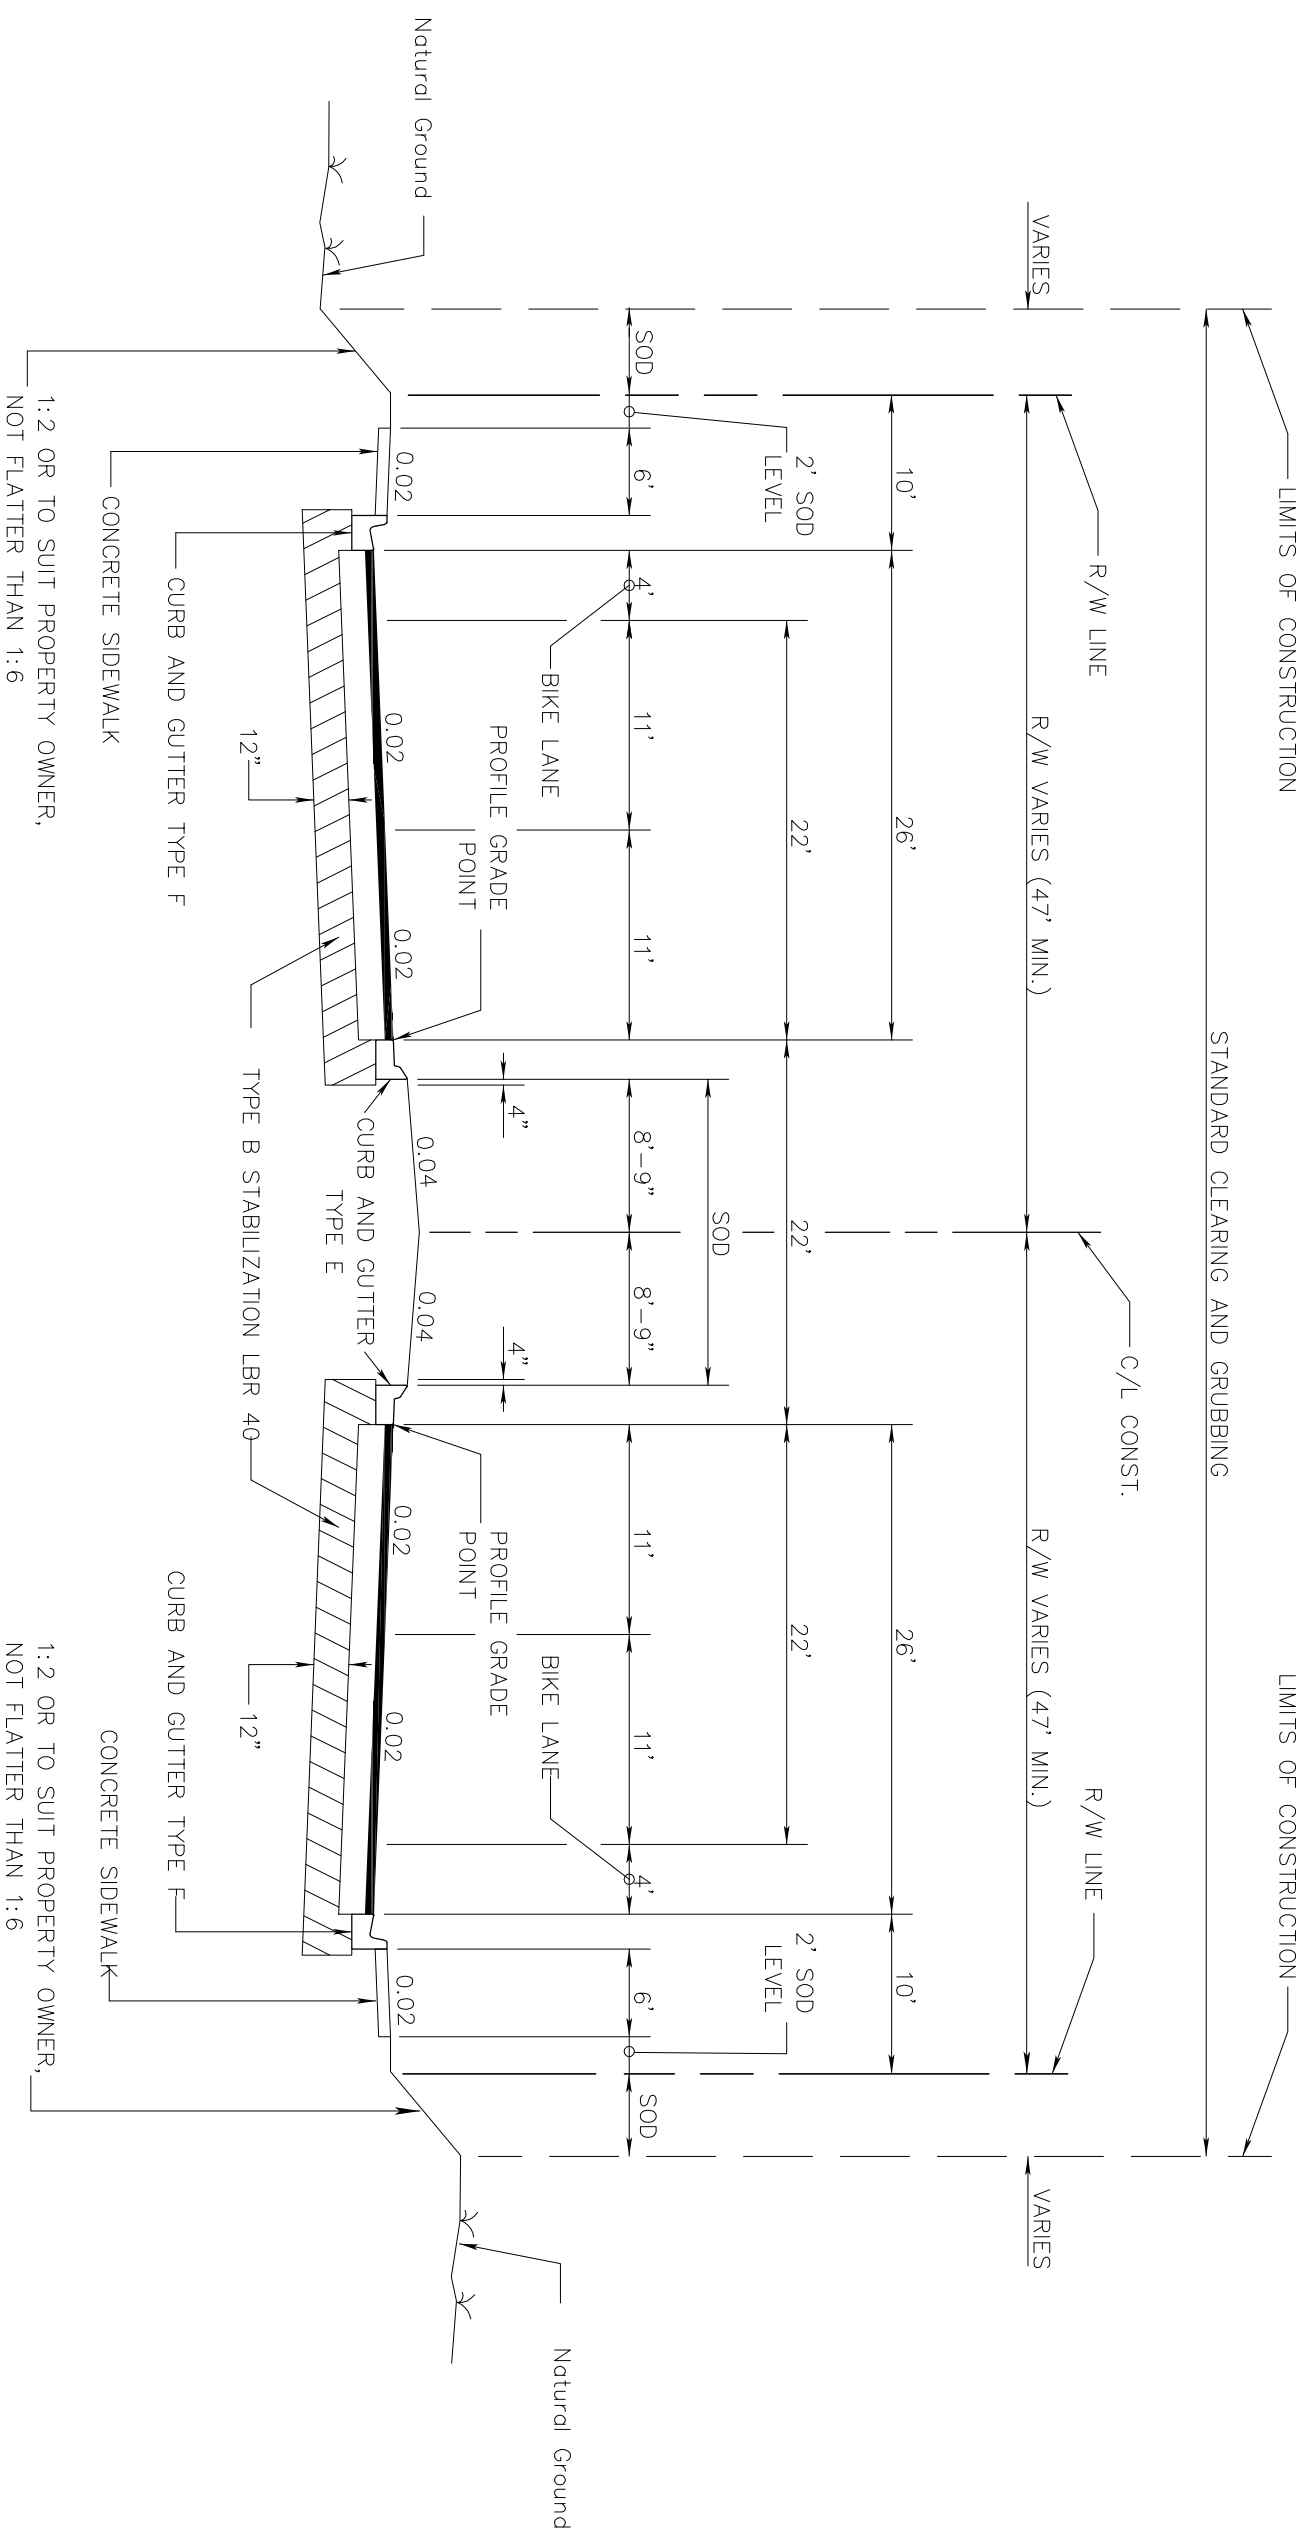 LIMITS OF CONSTRUCTION
LIMITS OF CONSTRUCTION
STANDARD CLEARING AND GRUBBING
C/L CONST.
R/W LINE
R/W LINE
VARIES
R/W VARIES (47' MIN.)
R/W VARIES (47' MIN.)
VARIES
10'
26'
26'
10'
2' SOD
LEVEL
22'
22'
22'
2' SOD
LEVEL
SOD
SOD
6'
4'
11'
11'
8'-9"
8'-9"
11'
11'
4'
6'
SOD
BIKE LANE
BIKE LANE
4"
4"
PROFILE GRADE
POINT
PROFILE GRADE
POINT
Natural Ground
Natural Ground
0.02
0.02
0.02
0.04
0.04
0.02
0.02
0.02
CURB AND GUTTER
TYPE E
12"
TYPE B STABILIZATION LBR 40
12"
CURB AND GUTTER TYPE F
CURB AND GUTTER TYPE F
CONCRETE SIDEWALK
CONCRETE SIDEWALK
1:2 OR TO SUIT PROPERTY OWNER,
NOT FLATTER THAN 1:6
1:2 OR TO SUIT PROPERTY OWNER,
NOT FLATTER THAN 1:6